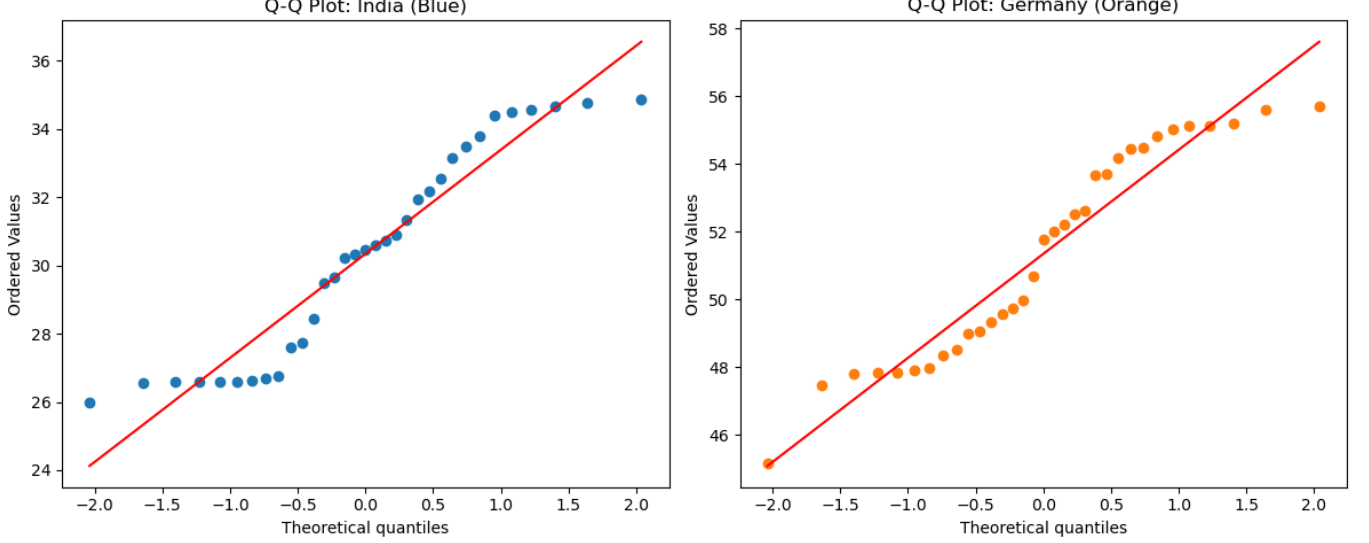 Q-Q Plot: India (Blue)
36
34
32
30
28
26
24
Ordered Values
−2.0 −1.5 −1.0 −0.5 0.0 0.5 1.0 1.5 2.0
Theoretical quantiles
Q-Q Plot: Germany (Orange)
58
56
54
52
50
48
46
Ordered Values
−2.0 −1.5 −1.0 −0.5 0.0 0.5 1.0 1.5 2.0
Theoretical quantiles